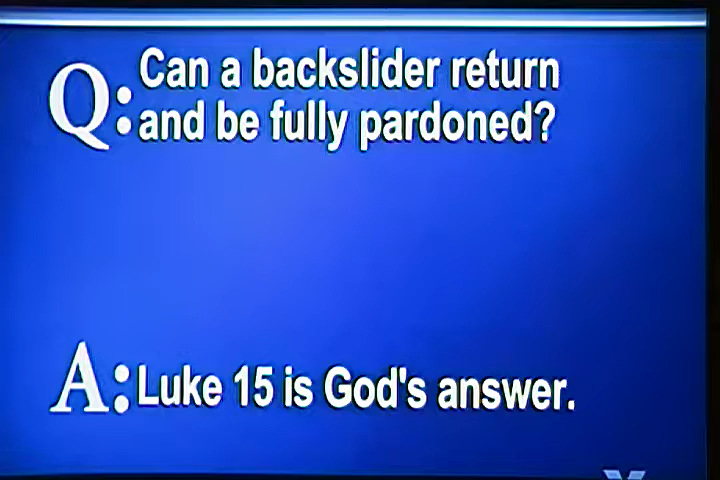 Q: Can a backslider return
and be fully pardoned?
A: Luke 15 is God's answer.